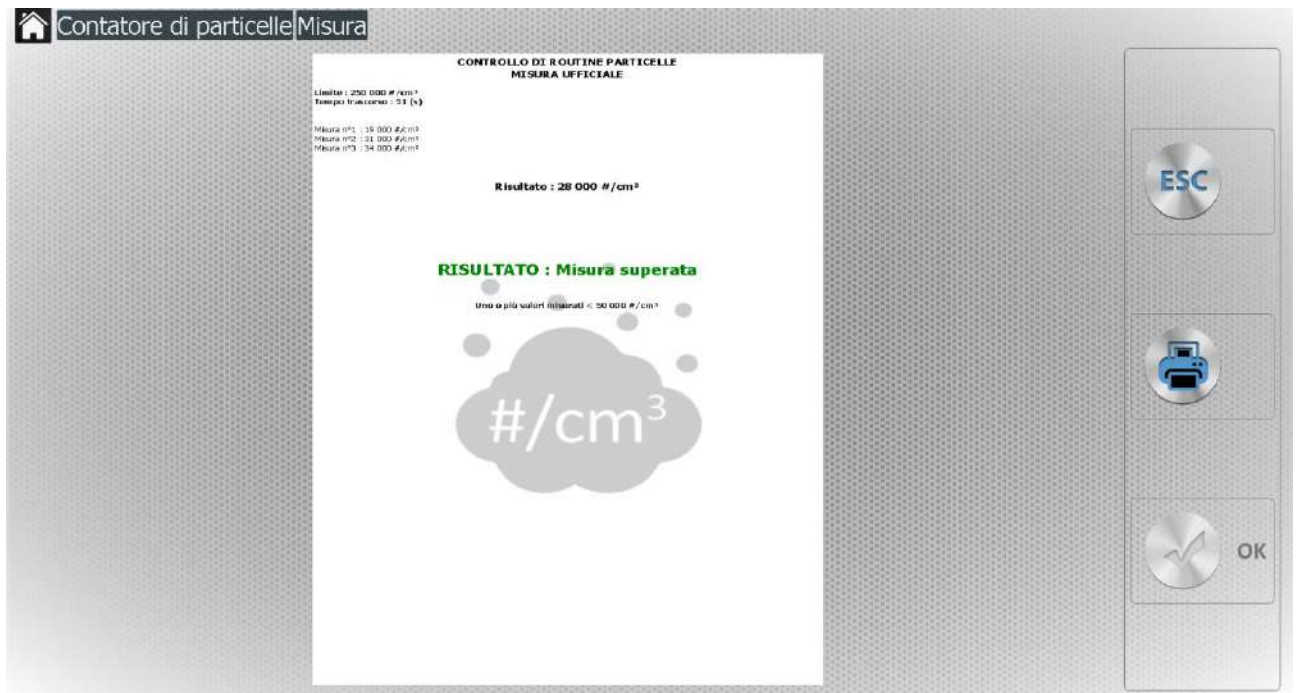 Contatore di particelle Misura
CONTROLLO DI ROUTINE PARTICELLE
MISURA UFFICIALE
Limite : 250 000 #/cm³
Tempo trascorso : 51 (s)
Misura n°1 : 19 000 #/cm³
Misura n°2 : 31 000 #/cm³
Misura n°3 : 34 000 #/cm³
Risultato : 28 000 #/cm³
RISULTATO : Misura superata
Uno o più valori misurati < 50 000 #/cm³
#/cm³
ESC
OK